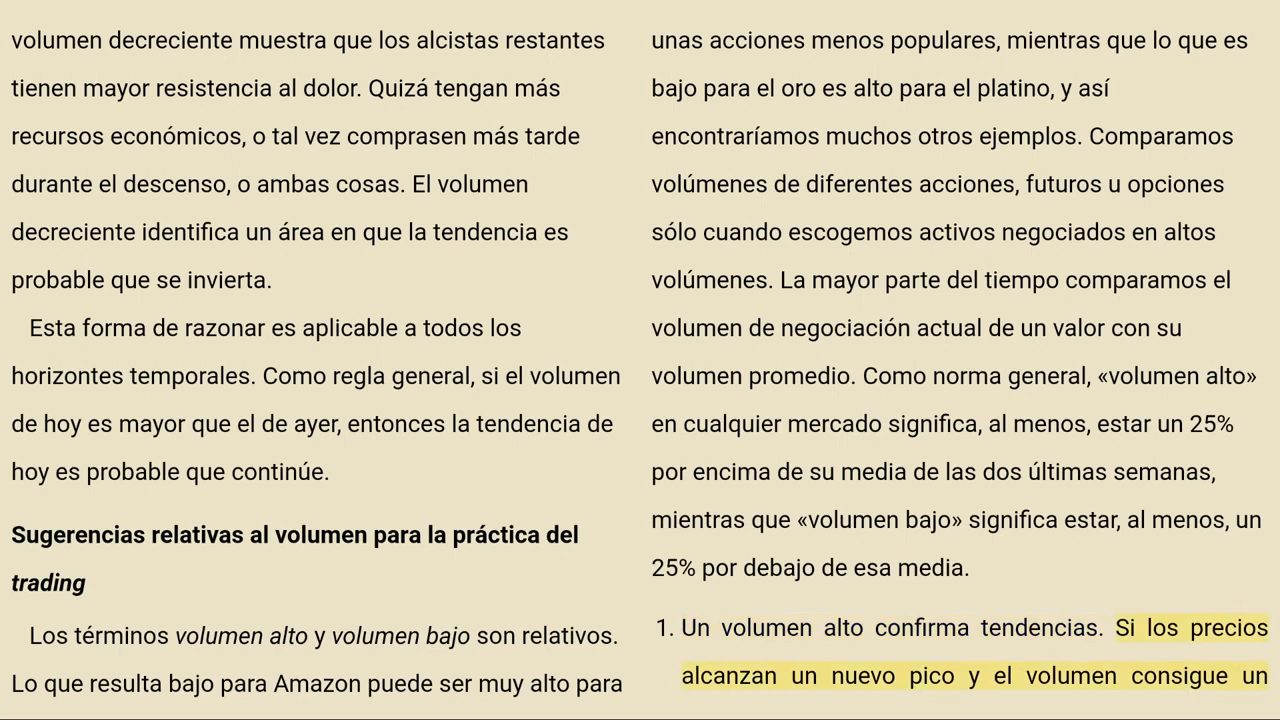 volumen decreciente muestra que los alcistas restantes
tienen mayor resistencia al dolor. Quizá tengan más
recursos económicos, o tal vez comprasen más tarde
durante el descenso, o ambas cosas. El volumen
decreciente identifica un área en que la tendencia es
probable que se invierta.
Esta forma de razonar es aplicable a todos los
horizontes temporales. Como regla general, si el volumen
de hoy es mayor que el de ayer, entonces la tendencia de
hoy es probable que continúe.
Sugerencias relativas al volumen para la práctica del
trading
Los términos volumen alto y volumen bajo son relativos.
Lo que resulta bajo para Amazon puede ser muy alto para
unas acciones menos populares, mientras que lo que es
bajo para el oro es alto para el platino, y así
encontraríamos muchos otros ejemplos. Comparamos
volúmenes de diferentes acciones, futuros u opciones
sólo cuando escogemos activos negociados en altos
volúmenes. La mayor parte del tiempo comparamos el
volumen de negociación actual de un valor con su
volumen promedio. Como norma general, «volumen alto»
en cualquier mercado significa, al menos, estar un 25%
por encima de su media de las dos últimas semanas,
mientras que «volumen bajo» significa estar, al menos, un
25% por debajo de esa media.
1. Un volumen alto confirma tendencias. Si los precios
alcanzan un nuevo pico y el volumen consigue un